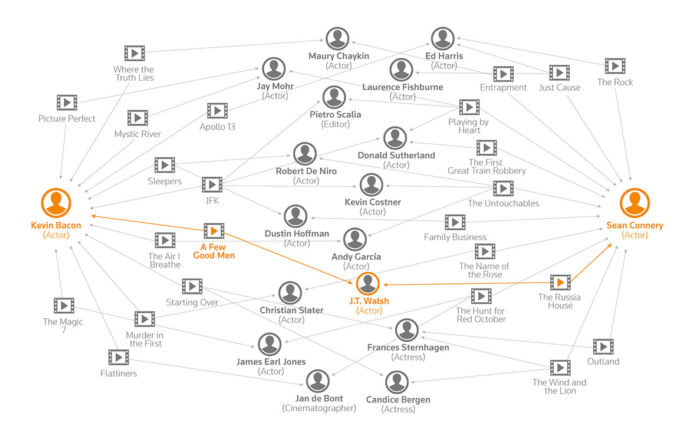 Maury Chaykin
(Actor)
Ed Harris
(Actor)
Where the
Truth Lies
Jay Mohr
(Actor)
Laurence Fishburne
(Actor)
Entrapment
Just Cause
The Rock
Picture Perfect
Mystic River
Apollo 13
Pietro Scalia
(Editor)
Playing by
Heart
Sleepers
Robert De Niro
(Actor)
Donald Sutherland
(Actor)
The First
Great Train Robbery
JFK
Kevin Costner
(Actor)
The Untouchables
Kevin Bacon
(Actor)
Sean Connery
(Actor)
A Few
Good Men
Dustin Hoffman
(Actor)
Family Business
The Air I
Breathe
Andy García
(Actor)
The Name of
the Rose
Starting Over
Christian Slater
(Actor)
J.T. Walsh
(Actor)
The Russia
House
The Magic
7
Murder in
the First
The Hunt for
Red October
James Earl Jones
(Actor)
Frances Sternhagen
(Actress)
Outland
Flatliners
Jan de Bont
(Cinematographer)
Candice Bergen
(Actress)
The Wind and
the Lion